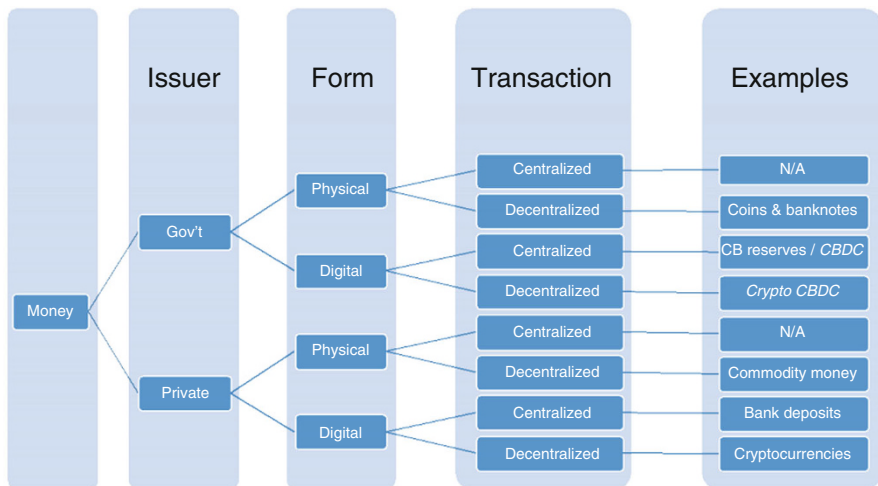 Issuer
Form
Transaction
Examples
Money
Gov't
Private
Physical
Digital
Physical
Digital
Centralized
Decentralized
Centralized
Decentralized
Centralized
Decentralized
Centralized
Decentralized
N/A
Coins & banknotes
CB reserves / CBDC
Crypto CBDC
N/A
Commodity money
Bank deposits
Cryptocurrencies